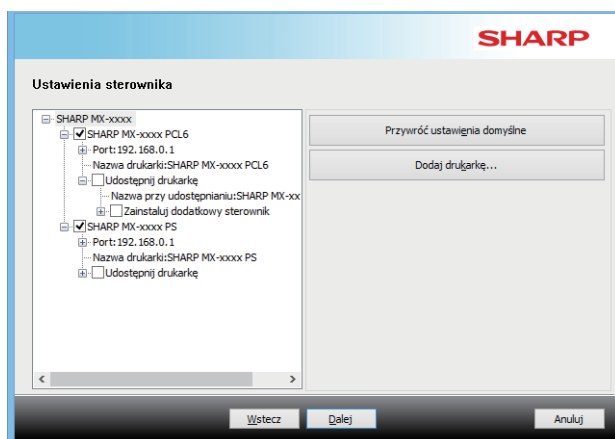 SHARP
Ustawienia sterownika
SHARP MX-xxxx
SHARP MX-xxxx PCL6
Port:192.168.0.1
Nazwa drukarki:SHARP MX-xxxx PCL6
Udostępnij drukarkę
Nazwa przy udostępnianiu:SHARP MX-xx
Zainstaluj dodatkowy sterownik
SHARP MX-xxxx PS
Port:192.168.0.1
Nazwa drukarki:SHARP MX-xxxx PS
Udostępnij drukarkę
Przywróć ustawienia domyślne
Dodaj drukarkę...
Wstecz
Dalej
Anuluj